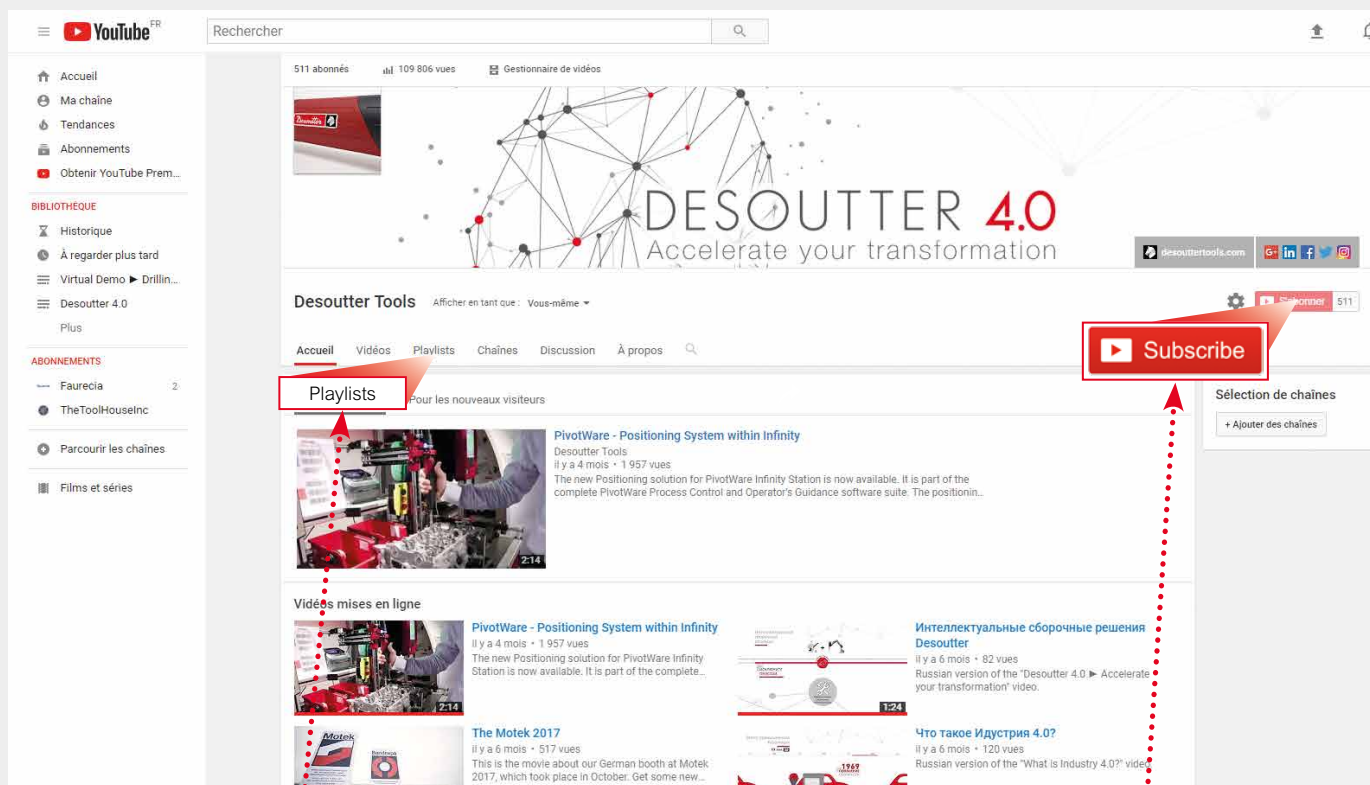 YouTube FR
Rechercher
Accueil
Ma chaîne
Tendances
Abonnements
Obtenir YouTube Prem...
BIBLIOTHÈQUE
Historique
À regarder plus tard
Virtual Demo ► Drillin...
Desoutter 4.0
Plus
ABONNEMENTS
Faurecia 2
TheToolHouseInc
Parcourir les chaînes
Films et séries
511 abonnés 109 806 vues Gestionnaire de vidéos
Desoutter
DESOUTTER 4.0
Accelerate your transformation
desouttertools.com
Desoutter Tools Afficher en tant que : Vous-même
S'abonner 511
Accueil Vidéos Playlists Chaînes Discussion À propos
Subscribe
Playlists
Pour les nouveaux visiteurs
Sélection de chaînes
+ Ajouter des chaînes
PivotWare - Positioning System within Infinity
Desoutter Tools
il y a 4 mois • 1 957 vues
The new Positioning solution for PivotWare Infinity Station is now available. It is part of the
complete PivotWare Process Control and Operator's Guidance software suite. The positionin...
2:14
Vidéos mises en ligne
PivotWare - Positioning System within Infinity
il y a 4 mois • 1 957 vues
The new Positioning solution for PivotWare Infinity
Station is now available. It is part of the complete...
2:14
Интеллектуальные сборочные решения
Desoutter
il y a 6 mois • 82 vues
Russian version of the "Desoutter 4.0 ► Accelerate
your transformation" video.
1:24
The Motek 2017
il y a 6 mois • 517 vues
This is the movie about our German booth at Motek
2017, which took place in October. Get some new...
Motek
Что такое Идустрия 4.0?
il y a 6 mois • 120 vues
Russian version of the "What is Industry 4.0?" video
1969